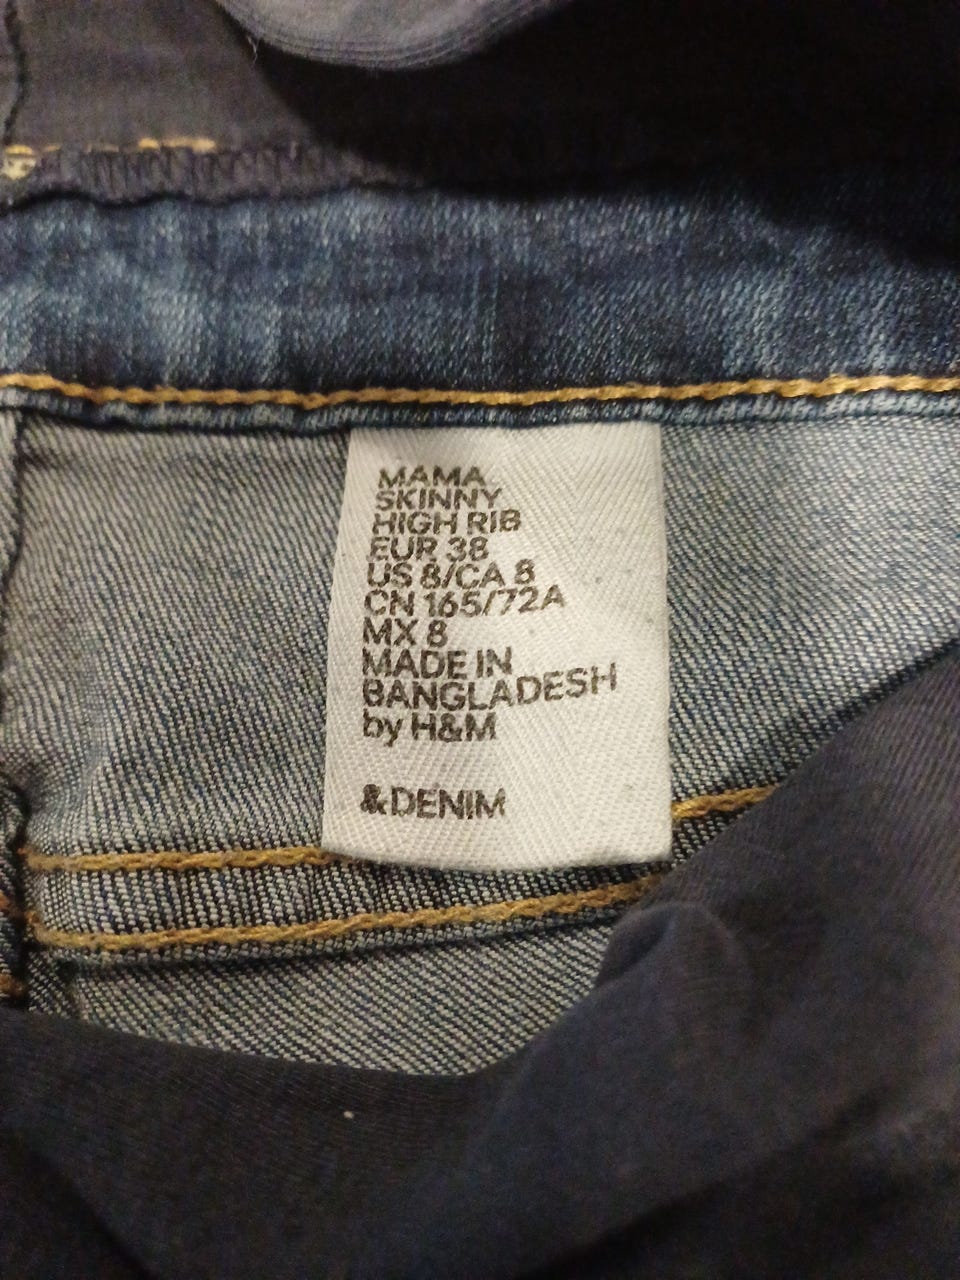 MAMA
SKINNY
HIGH RIB
EUR 38
US 8/CA 8
CN 165/72A
MX 8
MADE IN
BANGLADESH
by H&M
&DENIM